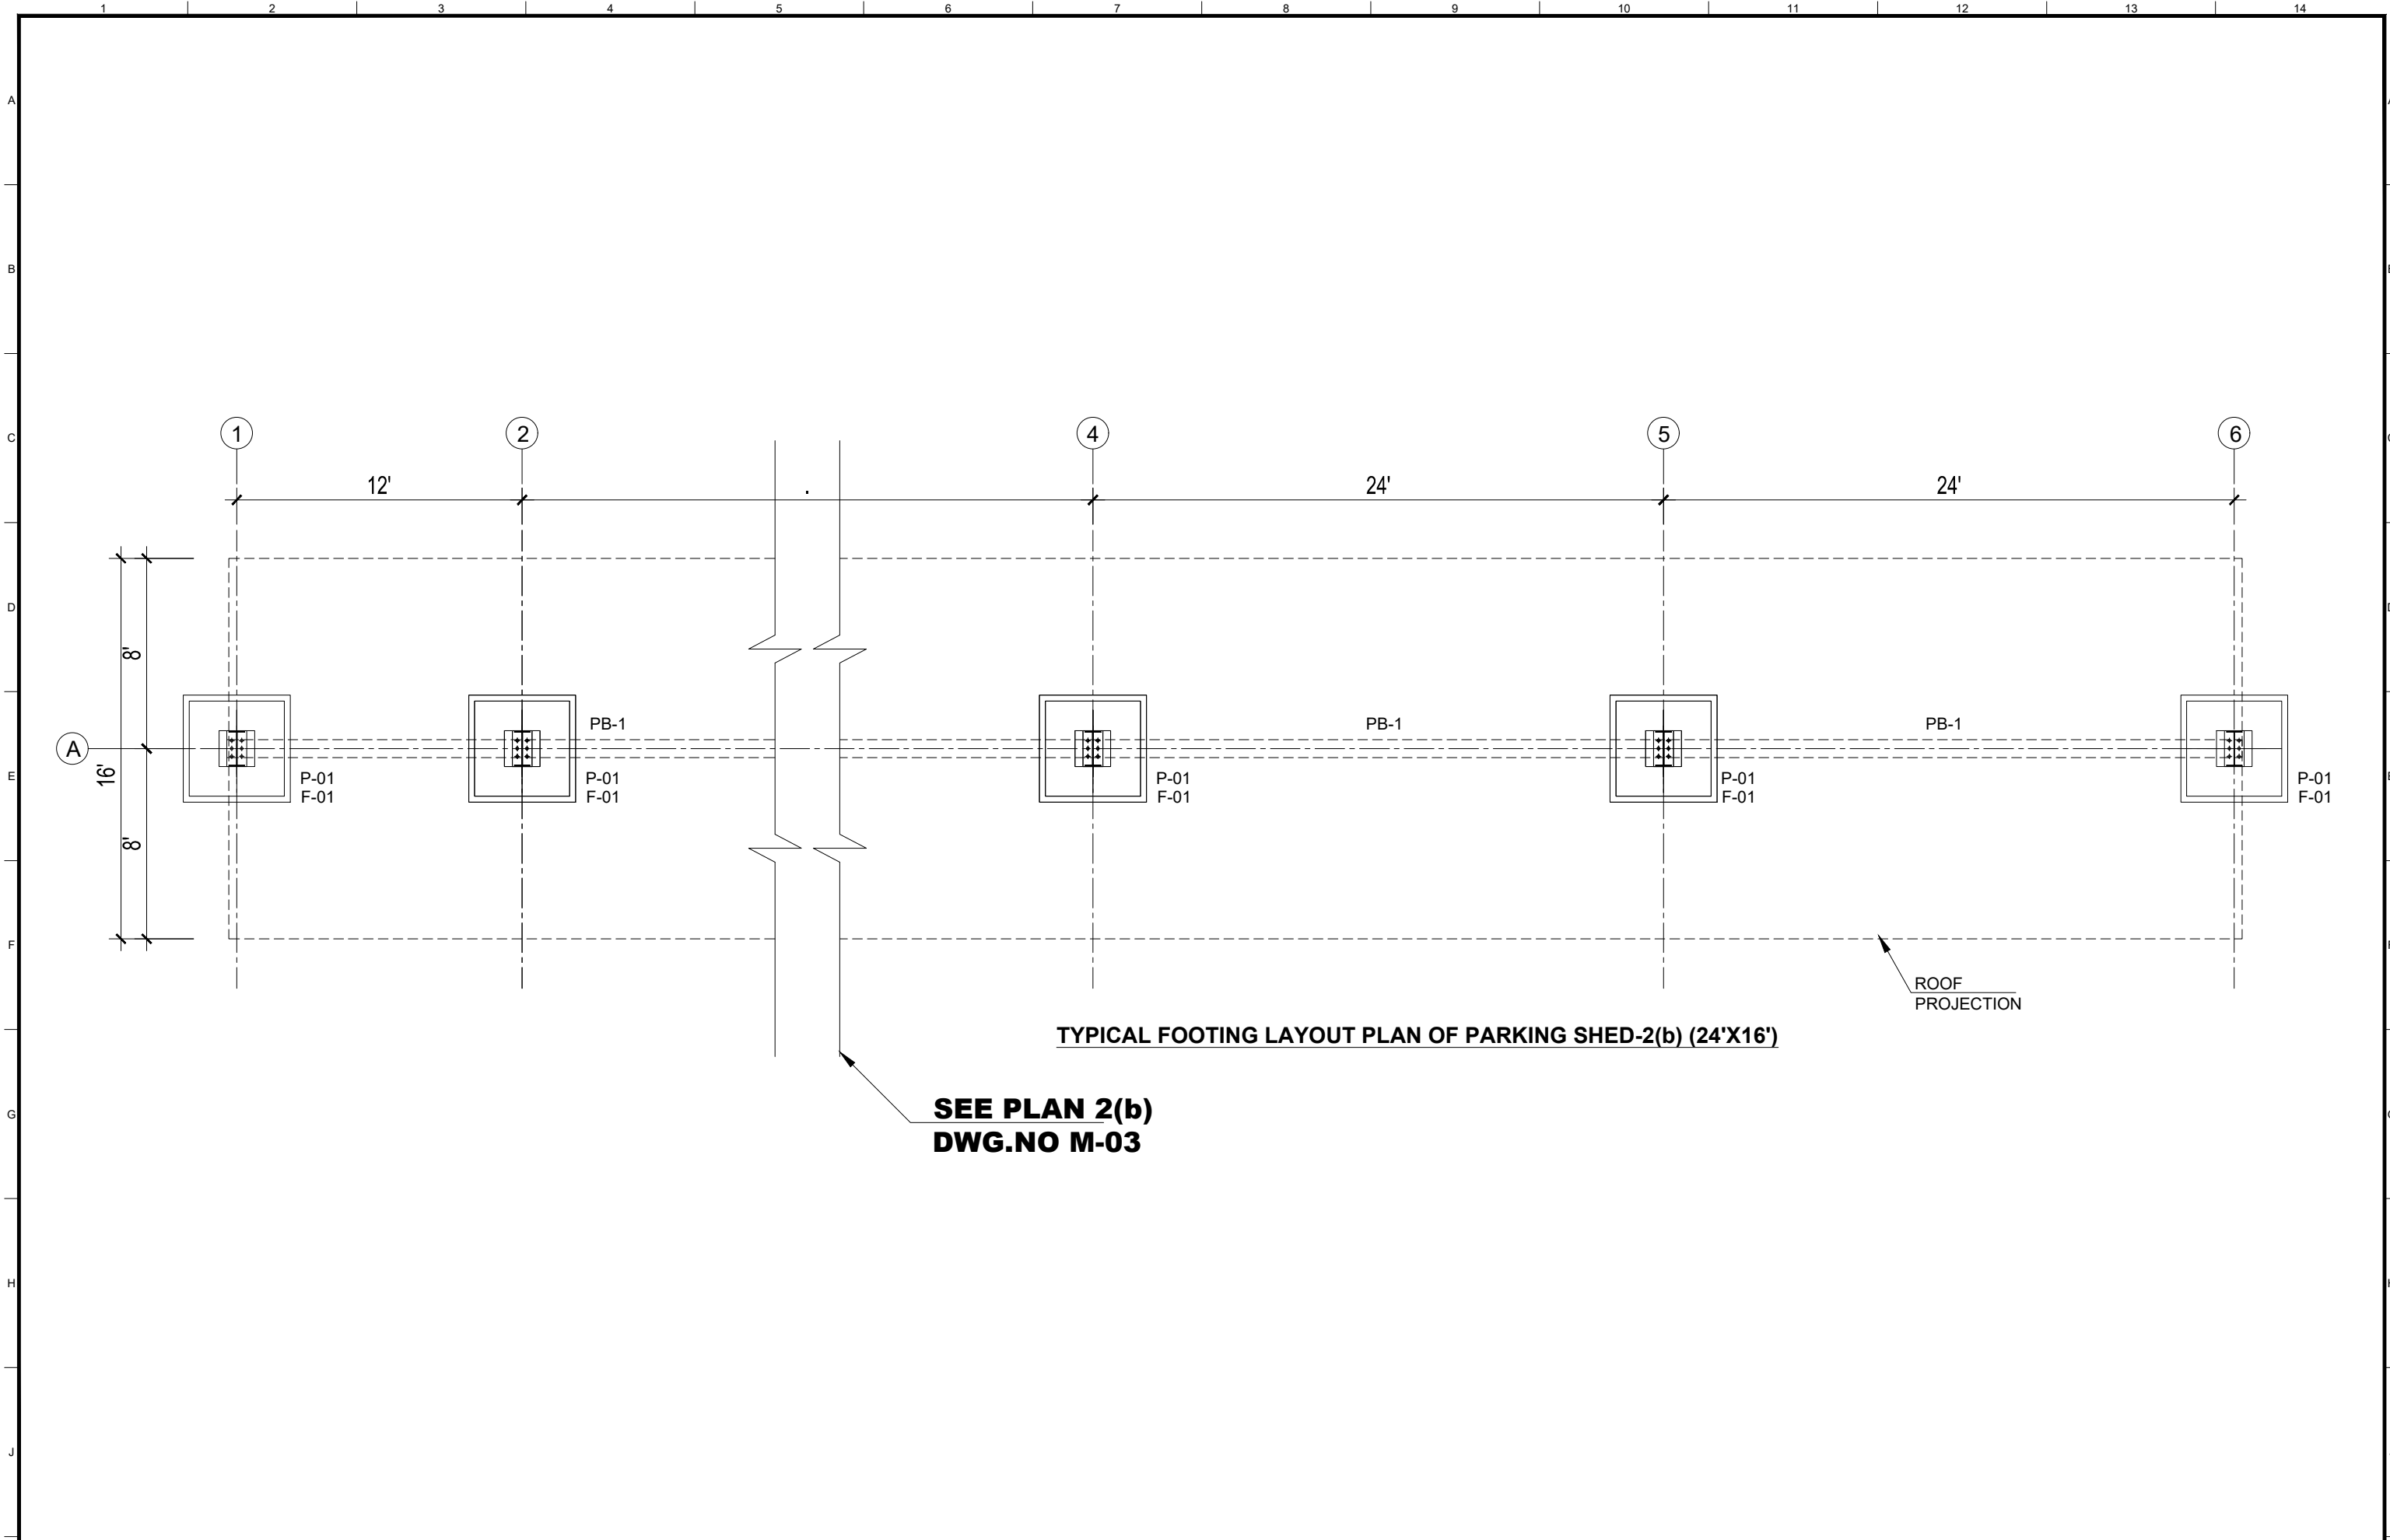 1 2 3 4 5 6 7 8 9 10 11 12 13 14
A
B
C
1 2 4 5 6
12' . 24' 24'
D
8'
PB-1 PB-1 PB-1
A
16'
E
P-01 P-01 P-01 P-01 P-01
F-01 F-01 F-01 F-01 F-01
8'
F
ROOF
PROJECTION
TYPICAL FOOTING LAYOUT PLAN OF PARKING SHED-2(b) (24'X16')
SEE PLAN 2(b)
G
DWG.NO M-03
H
J